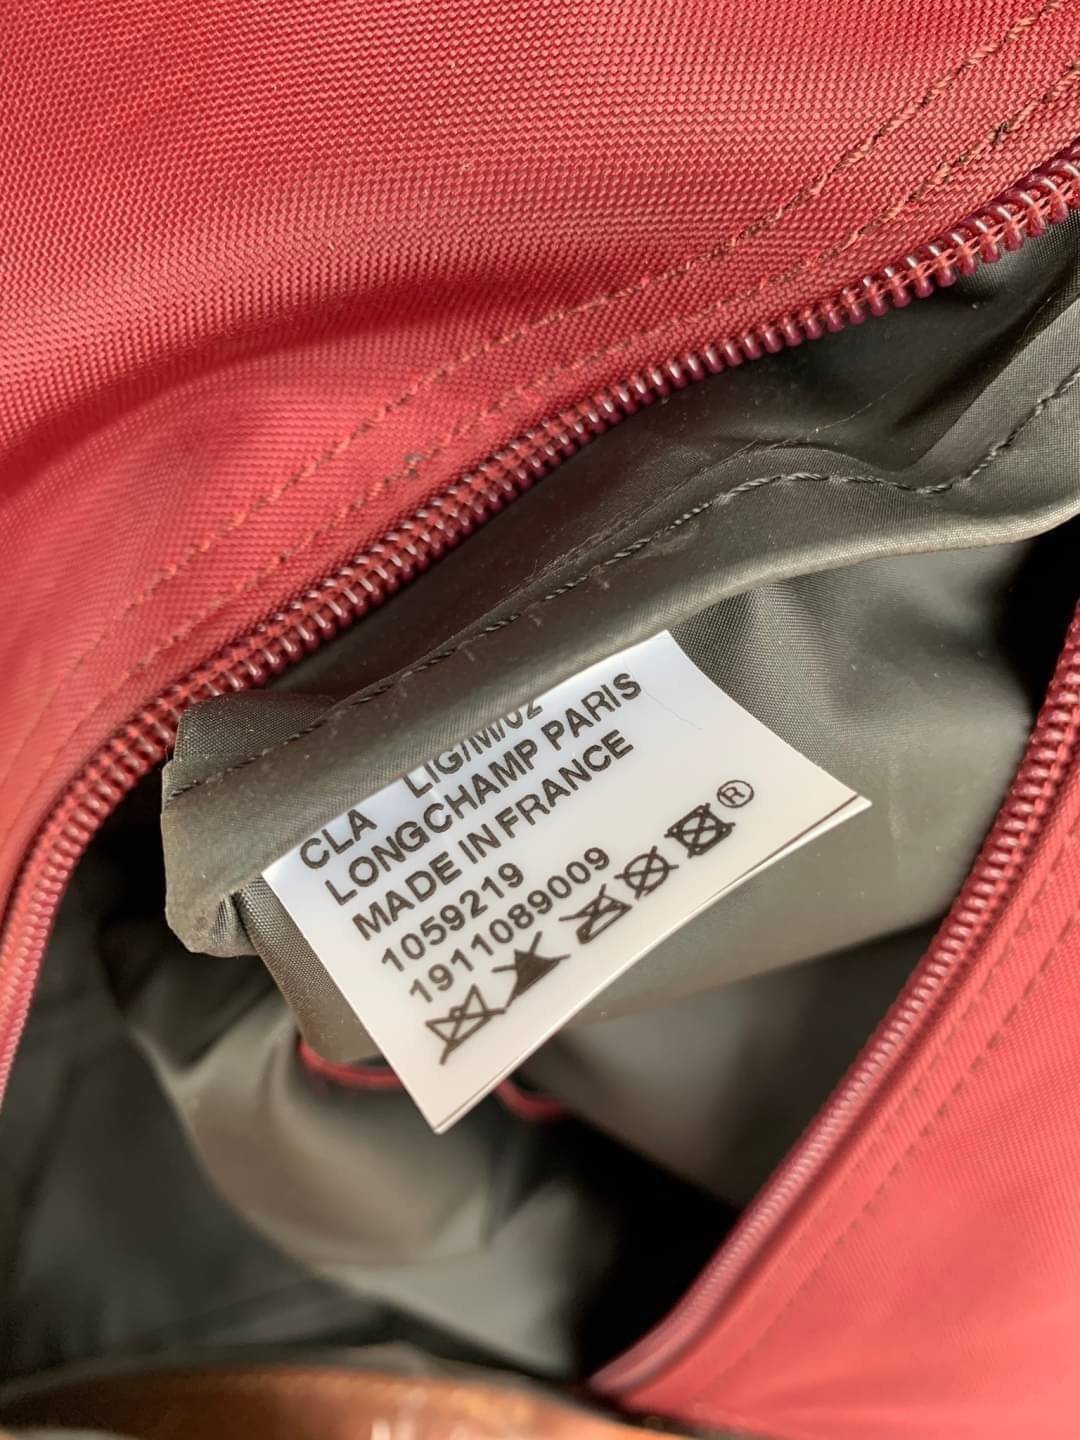 CLA LIG/M/02
LONGCHAMP PARIS
MADE IN FRANCE
1059219
1911089009
®